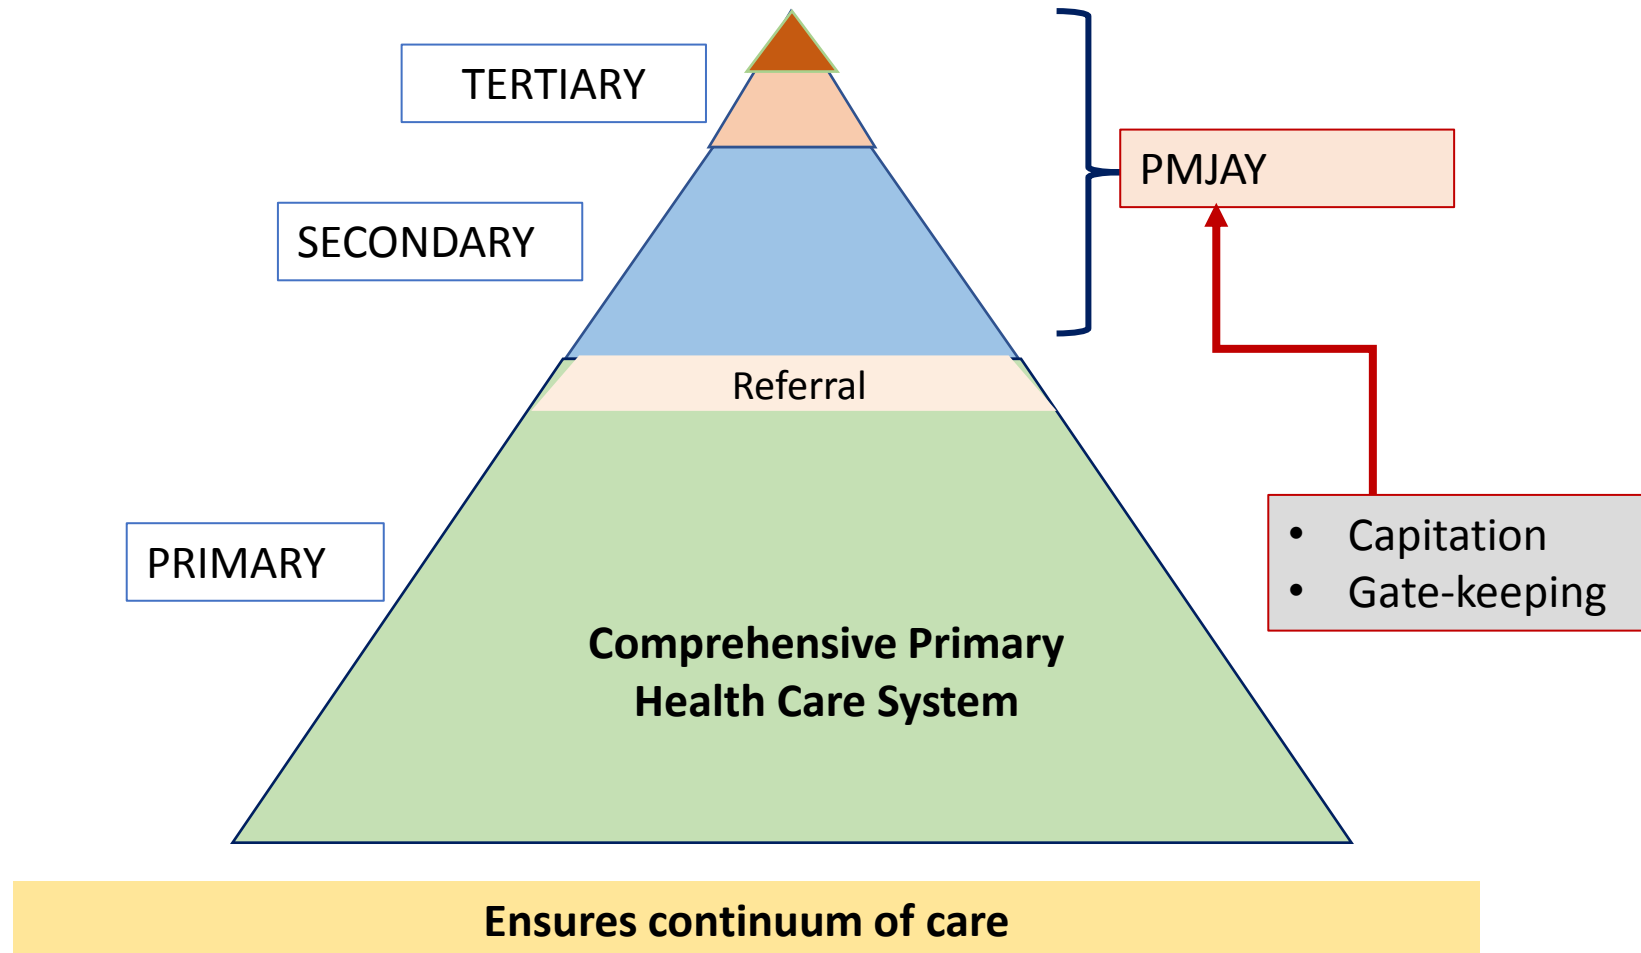 TERTIARY
PMJAY
SECONDARY
Referral
PRIMARY
• Capitation
• Gate-keeping
Comprehensive Primary
Health Care System
Ensures continuum of care